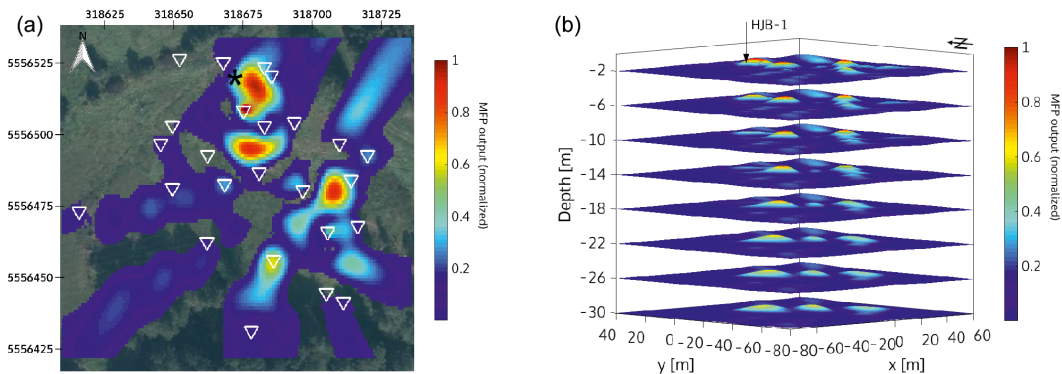 (a)
318625 318650 318675 318700 318725
N
5556525
5556500
5556475
5556450
5556425
*
1
0.8
0.6
0.4
0.2
MFP output (normalized)
(b)
HJB-1
N
-2
-6
-10
-14
-18
-22
-26
-30
Depth [m]
40 20 0 -20 -40 -60 -80
y [m]
-80 -60 -40 -20 0 20 40 60
x [m]
1
0.8
0.6
0.4
0.2
MFP output (normalized)